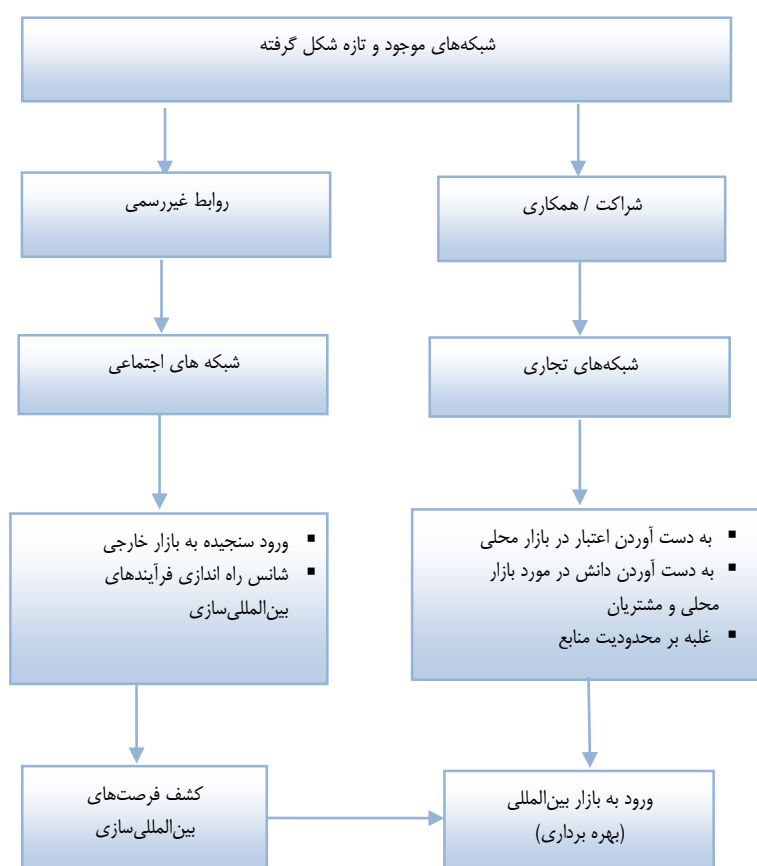 شبکه‌های موجود و تازه شکل گرفته
شراکت / همکاری
روابط غیررسمی
شبکه‌های تجاری
شبکه های اجتماعی
▪ به دست آوردن اعتبار در بازار محلی
▪ به دست آوردن دانش در مورد بازار
محلی و مشتریان
▪ غلبه بر محدودیت منابع
▪ ورود سنجیده به بازار خارجی
▪ شانس راه اندازی فرآیندهای
بین‌المللی‌سازی
ورود به بازار بین‌المللی
(بهره برداری)
کشف فرصت‌های
بین‌المللی‌سازی